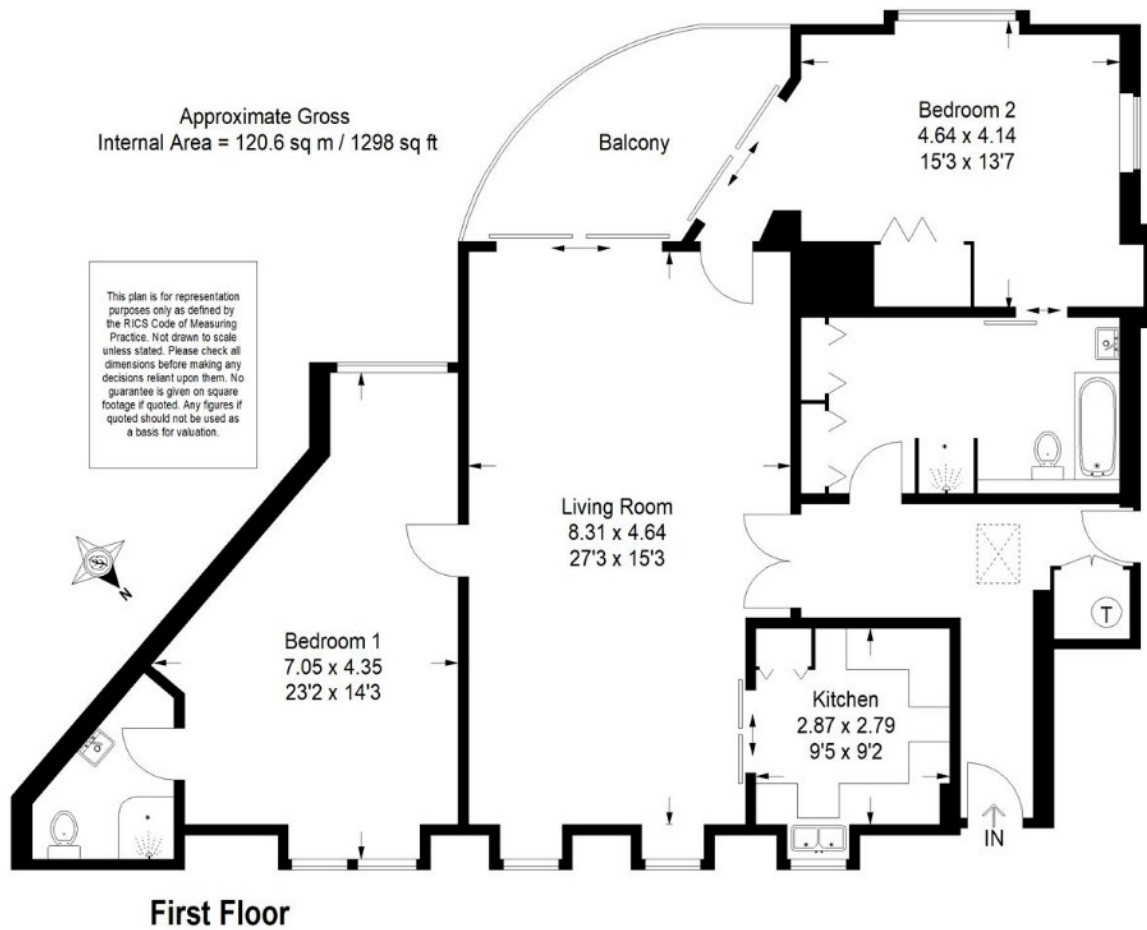 Approximate Gross
Internal Area = 120.6 sq m / 1298 sq ft
This plan is for representation
purposes only as defined by
the RICS Code of Measuring
Practice. Not drawn to scale
unless stated. Please check all
dimensions before making any
decisions reliant upon them. No
guarantee is given on square
footage if quoted. Any figures if
quoted should not be used as
a basis for valuation.
Balcony
Bedroom 2
4.64 x 4.14
15'3 x 13'7
Living Room
8.31 x 4.64
27'3 x 15'3
N
Bedroom 1
7.05 x 4.35
23'2 x 14'3
T
Kitchen
2.87 x 2.79
9'5 x 9'2
IN
First Floor